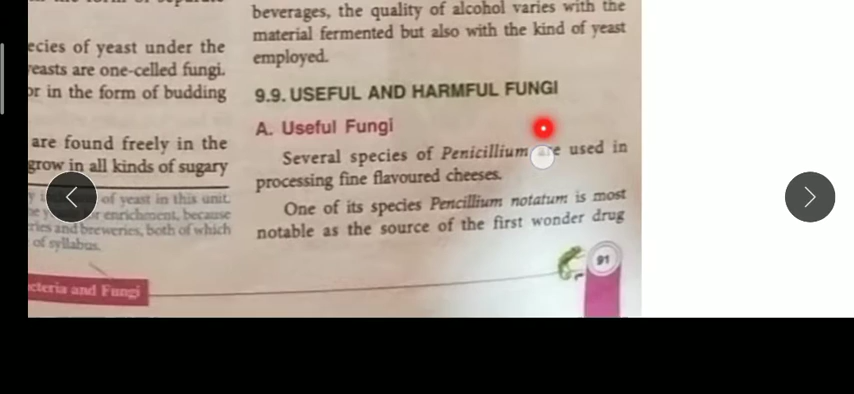 ecies of yeast under the
easts are one-celled fungi.
or in the form of budding
are found freely in the
grow in all kinds of sugary
of yeast in this unit.
or enrichment, because
ries and breweries, both of which
of syllabus.
cteria and Fungi
beverages, the quality of alcohol varies with the
material fermented but also with the kind of yeast
employed.
9.9. USEFUL AND HARMFUL FUNGI
A. Useful Fungi
Several species of Penicillium are used in
processing fine flavoured cheeses.
One of its species Pencillium notatum is most
notable as the source of the first wonder drug
91